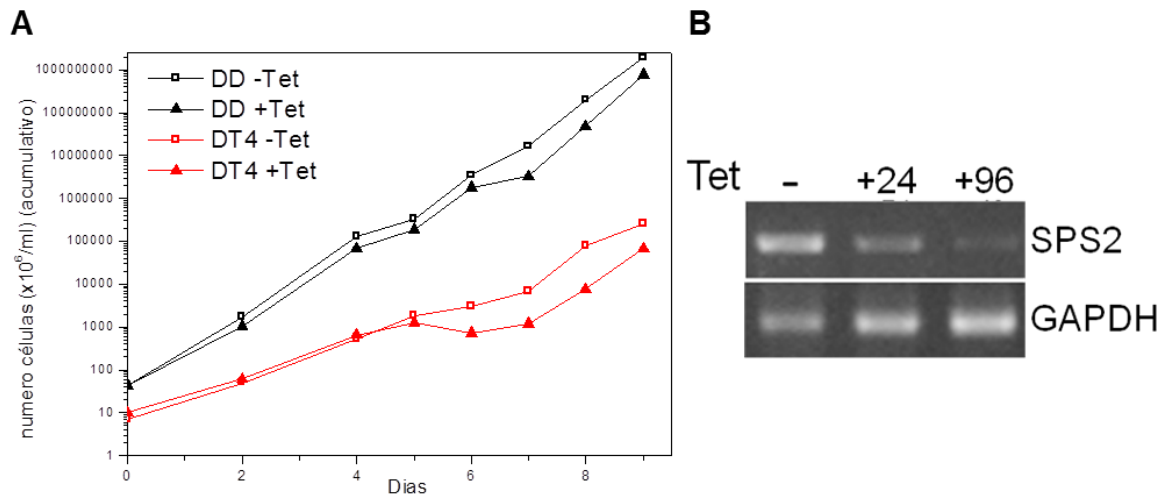 A
DD -Tet
DD +Tet
DT4 -Tet
DT4 +Tet
numero células (x10⁶/ml) (acumulativo)
1000000000
100000000
10000000
1000000
100000
10000
1000
100
10
1
0 2 4 6 8
Dias
B
Tet - +24 +96
SPS2
GAPDH